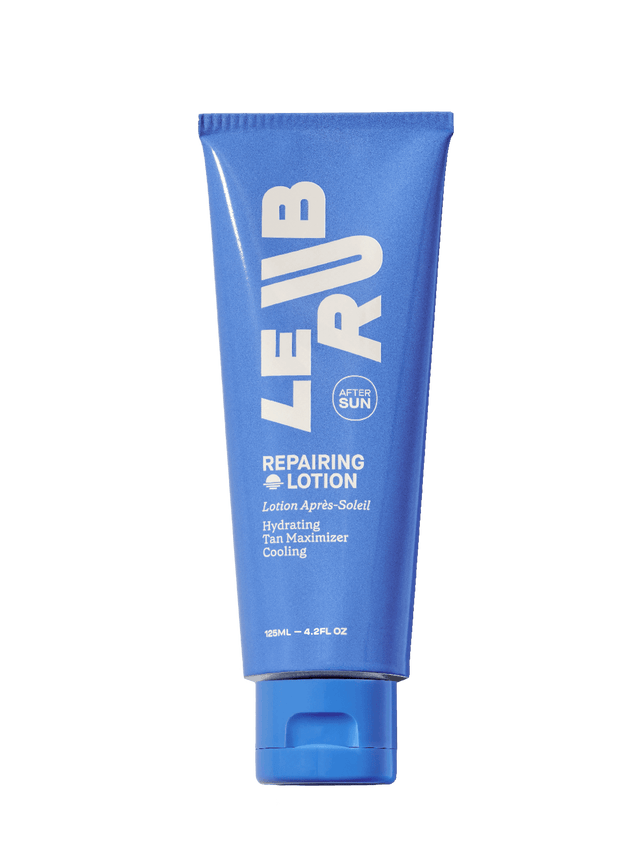 LE RUB
AFTER
SUN
REPAIRING
LOTION
Lotion Après-Soleil
Hydrating
Tan Maximizer
Cooling
125ML — 4.2FL OZ